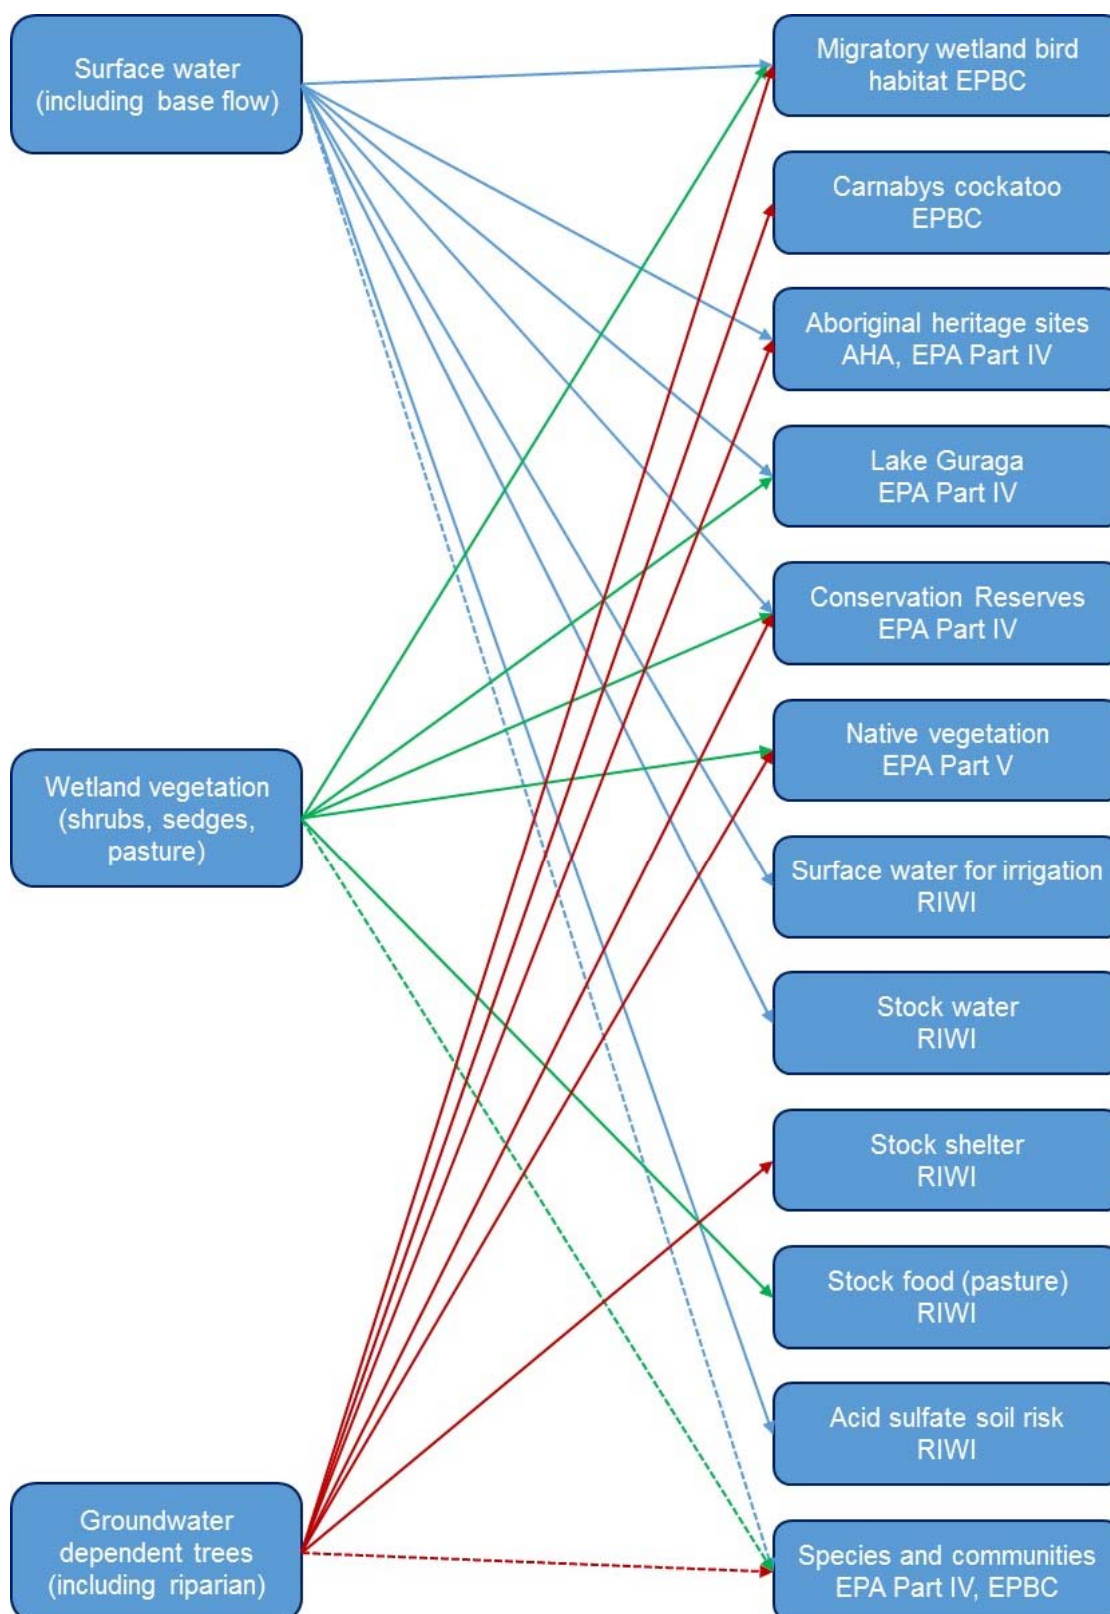 Surface water
(including base flow)
Wetland vegetation
(shrubs, sedges,
pasture)
Groundwater
dependent trees
(including riparian)
Migratory wetland bird
habitat EPBC
Carnabys cockatoo
EPBC
Aboriginal heritage sites
AHA, EPA Part IV
Lake Guraga
EPA Part IV
Conservation Reserves
EPA Part IV
Native vegetation
EPA Part V
Surface water for irrigation
RIWI
Stock water
RIWI
Stock shelter
RIWI
Stock food (pasture)
RIWI
Acid sulfate soil risk
RIWI
Species and communities
EPA Part IV, EPBC